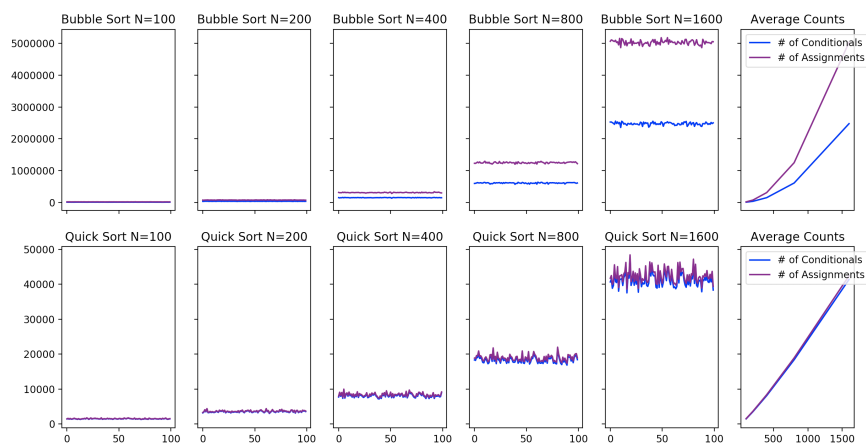 Bubble Sort N=100
Bubble Sort N=200
Bubble Sort N=400
Bubble Sort N=800
Bubble Sort N=1600
Average Counts
5000000
4000000
3000000
2000000
1000000
0
# of Conditionals
# of Assignments
Quick Sort N=100
Quick Sort N=200
Quick Sort N=400
Quick Sort N=800
Quick Sort N=1600
Average Counts
50000
40000
30000
20000
10000
0
# of Conditionals
# of Assignments
0 50 100
0 50 100
0 50 100
0 50 100
0 50 100
500 1000 1500